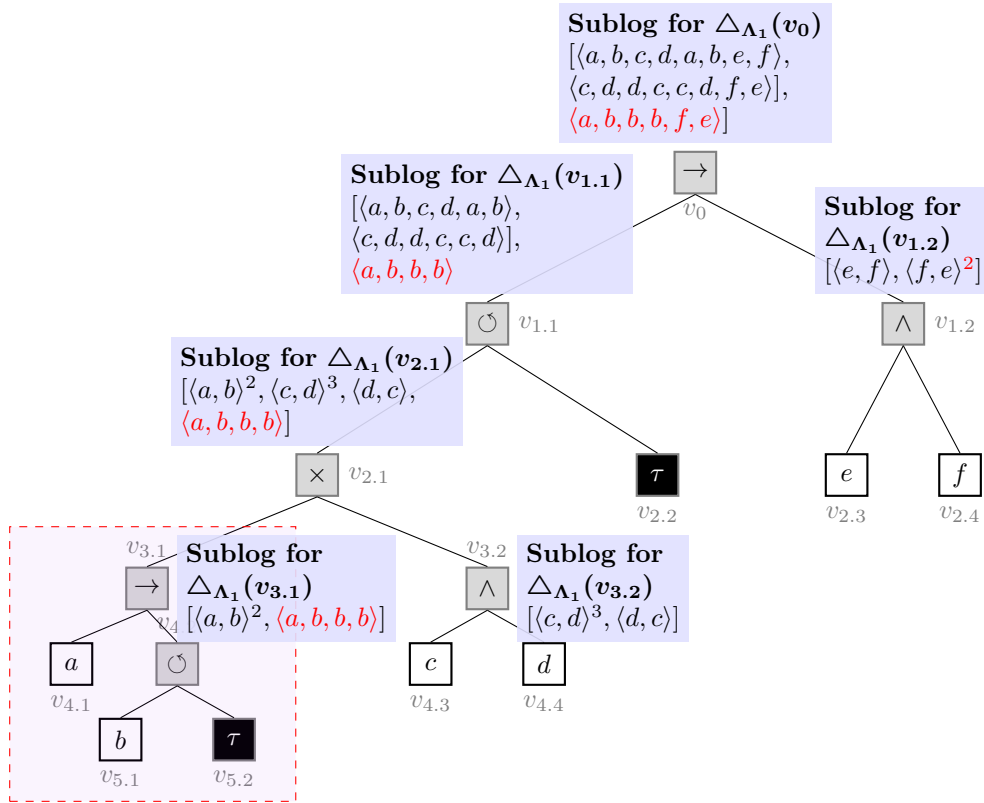 Sublog for △Λ₁(v₀)
[⟨a, b, c, d, a, b, e, f⟩,
⟨c, d, d, c, c, d, f, e⟩],
⟨a, b, b, b, f, e⟩]
→
v₀
Sublog for △Λ₁(v₁.₁)
[⟨a, b, c, d, a, b⟩,
⟨c, d, d, c, c, d⟩],
⟨a, b, b, b⟩
Sublog for
△Λ₁(v₁.₂)
[⟨e, f⟩, ⟨f, e⟩²]
↺ v₁.₁
∧ v₁.₂
Sublog for △Λ₁(v₂.₁)
[⟨a, b⟩², ⟨c, d⟩³, ⟨d, c⟩,
⟨a, b, b, b⟩]
× v₂.₁
τ
v₂.₂
e
v₂.₃
f
v₂.₄
v₃.₁
→
Sublog for
△Λ₁(v₃.₁)
[⟨a, b⟩², ⟨a, b, b, b⟩]
v₃.₂
∧
Sublog for
△Λ₁(v₃.₂)
[⟨c, d⟩³, ⟨d, c⟩]
a
v₄.₁
v₄
↺
c
v₄.₃
d
v₄.₄
b
v₅.₁
τ
v₅.₂